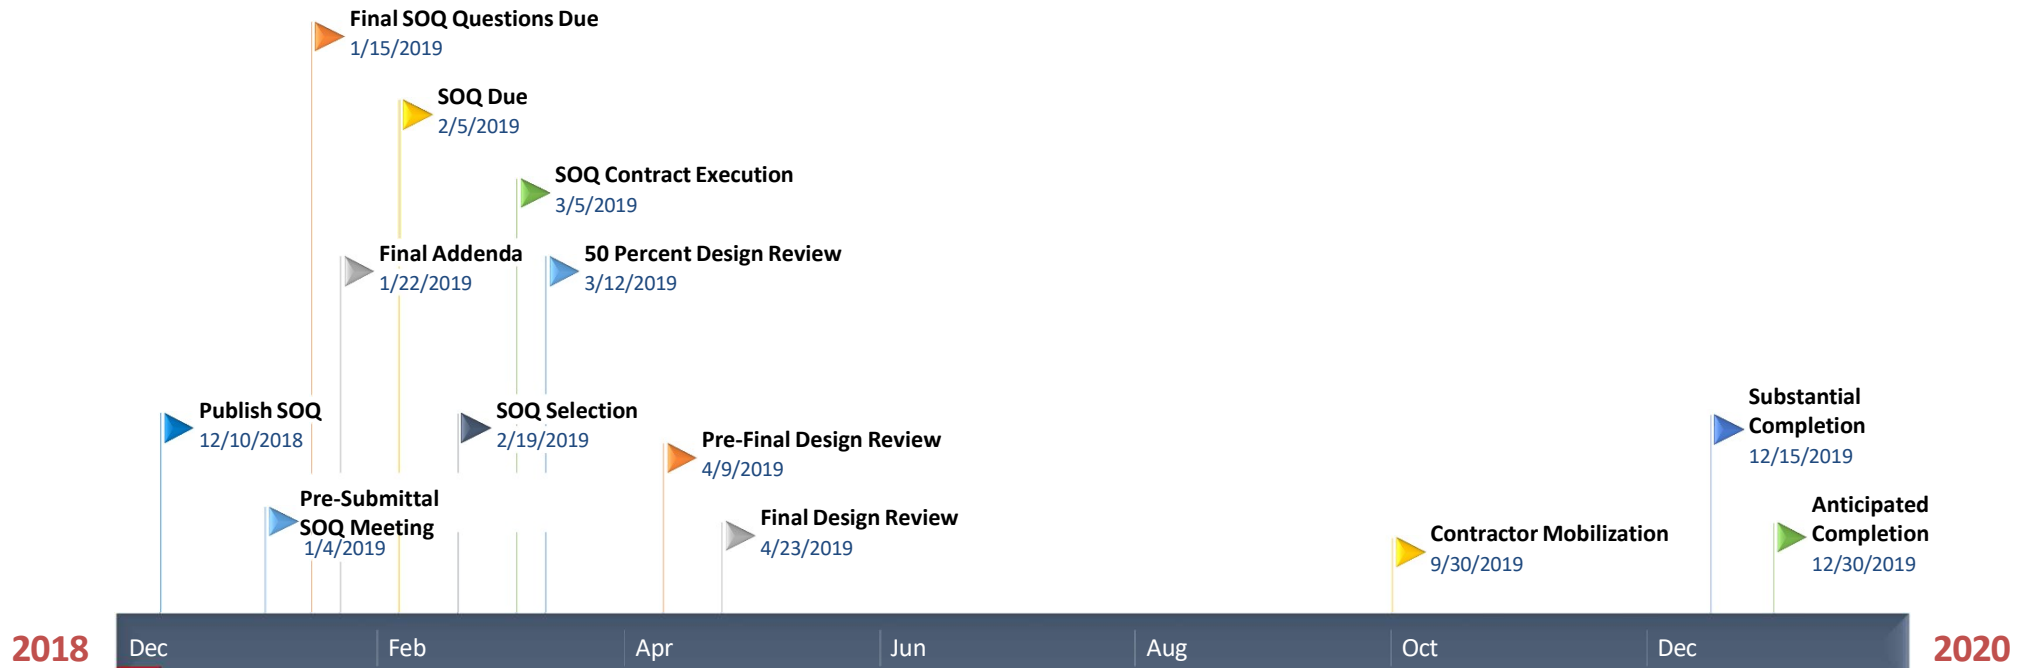 Final SOQ Questions Due
1/15/2019
SOQ Due
2/5/2019
SOQ Contract Execution
3/5/2019
Final Addenda
1/22/2019
50 Percent Design Review
3/12/2019
Publish SOQ
12/10/2018
SOQ Selection
2/19/2019
Pre-Final Design Review
4/9/2019
Substantial
Completion
12/15/2019
Pre-Submittal
SOQ Meeting
1/4/2019
Final Design Review
4/23/2019
Contractor Mobilization
9/30/2019
Anticipated
Completion
12/30/2019
2018 Dec Feb Apr Jun Aug Oct Dec 2020